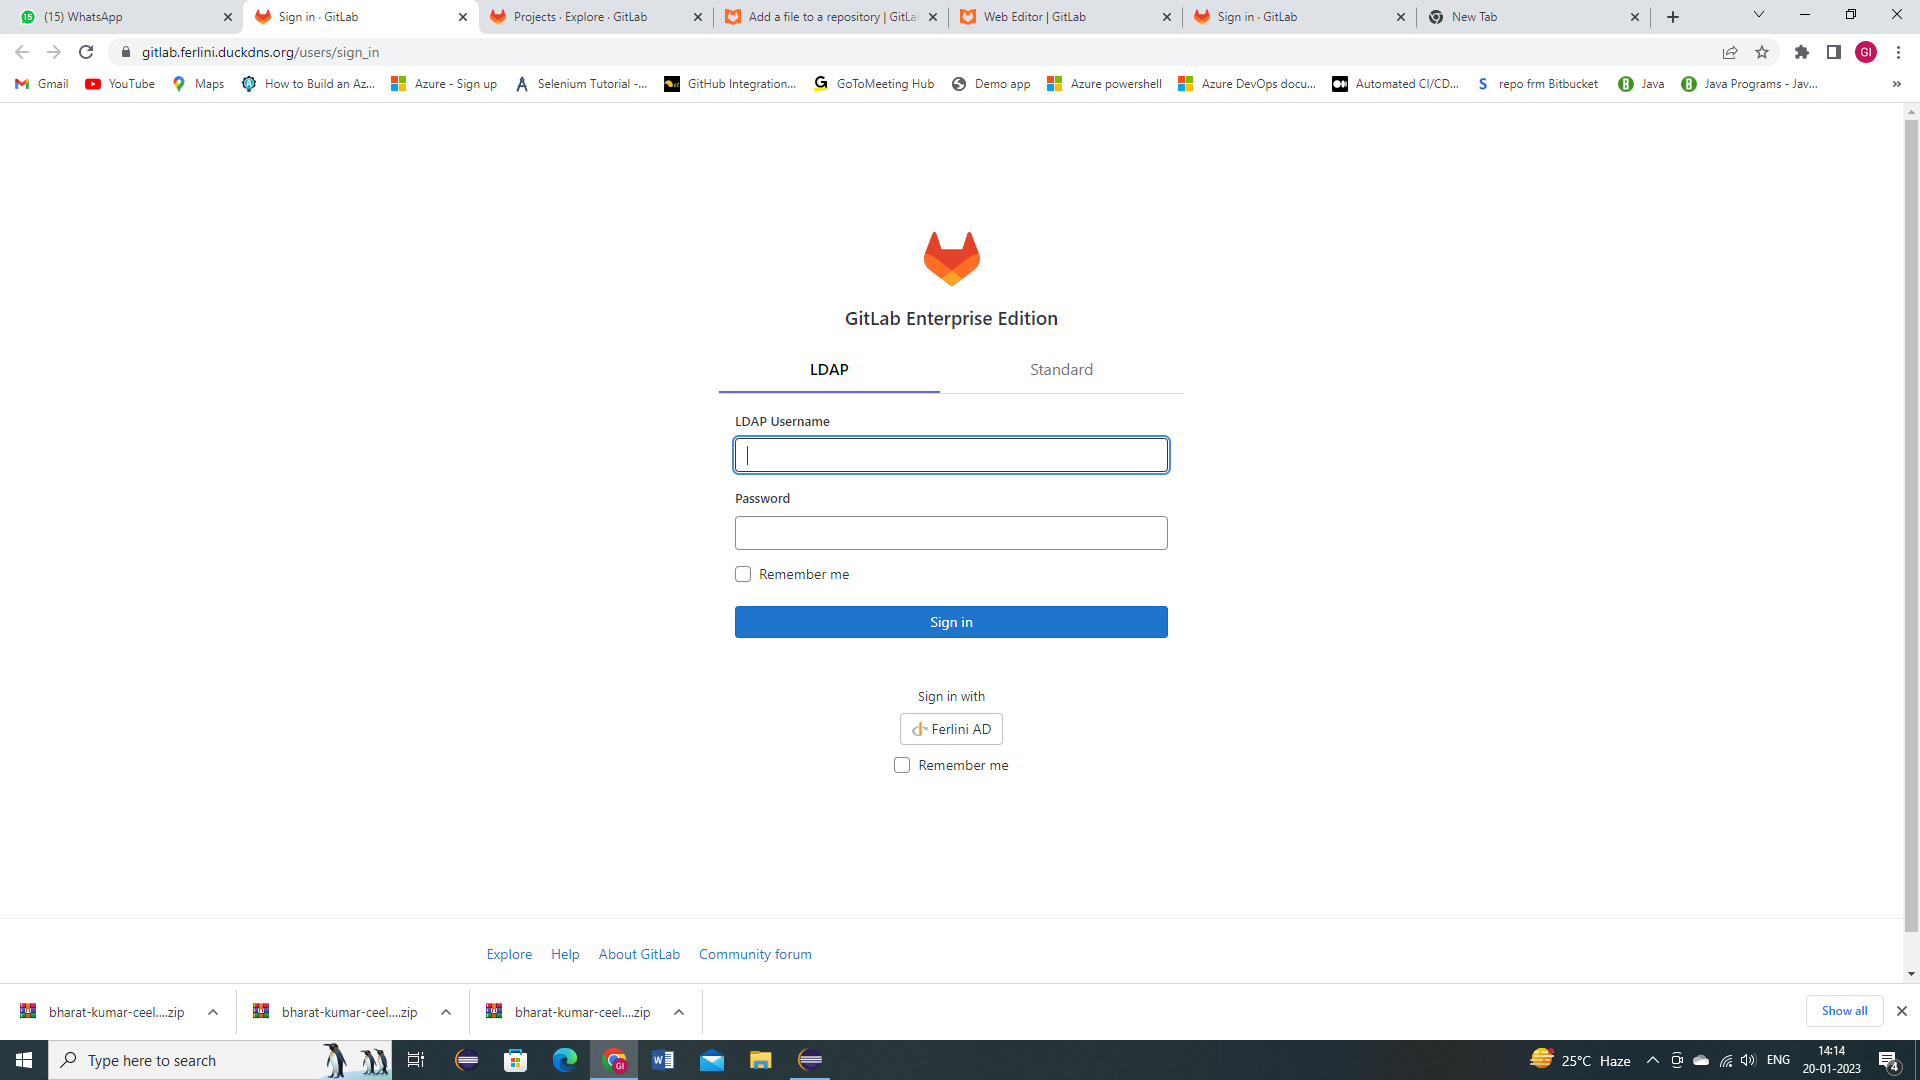 (15) WhatsApp
Sign in · GitLab
Projects · Explore · GitLab
Add a file to a repository | GitLa
Web Editor | GitLab
Sign in · GitLab
New Tab
gitlab.ferlini.duckdns.org/users/sign_in
GI
Gmail
YouTube
Maps
How to Build an Az...
Azure - Sign up
Selenium Tutorial -...
GitHub Integration...
GoToMeeting Hub
Demo app
Azure powershell
Azure DevOps docu...
Automated CI/CD...
repo frm Bitbucket
Java
Java Programs - Jav...
GitLab Enterprise Edition
LDAP
Standard
LDAP Username
Password
Remember me
Sign in
Sign in with
Ferlini AD
Remember me
Explore
Help
About GitLab
Community forum
bharat-kumar-ceel....zip
bharat-kumar-ceel....zip
bharat-kumar-ceel....zip
Show all
Type here to search
GI
25°C Haze
ENG
14:14
20-01-2023
4